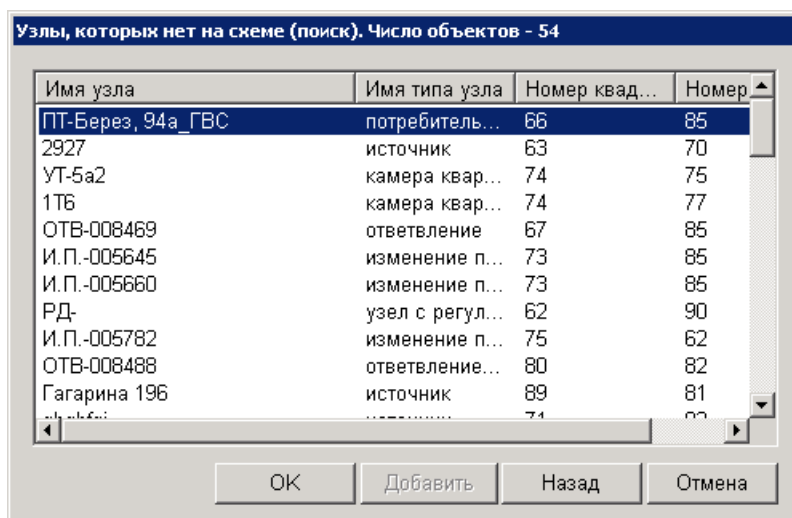 Узлы, которых нет на схеме (поиск). Число объектов - 54
Имя узла Имя типа узла Номер квад... Номер
ПТ-Берез, 94а_ГВС потребитель... 66 85
2927 источник 63 70
УТ-5а2 камера квар... 74 75
1Т6 камера квар... 74 77
ОТВ-008469 ответвление 67 85
И.П.-005645 изменение п... 73 85
И.П.-005660 изменение п... 73 85
РД- узел с регул... 62 90
И.П.-005782 изменение п... 75 62
ОТВ-008488 ответвление... 80 82
Гагарина 196 источник 89 81
OK Добавить Назад Отмена